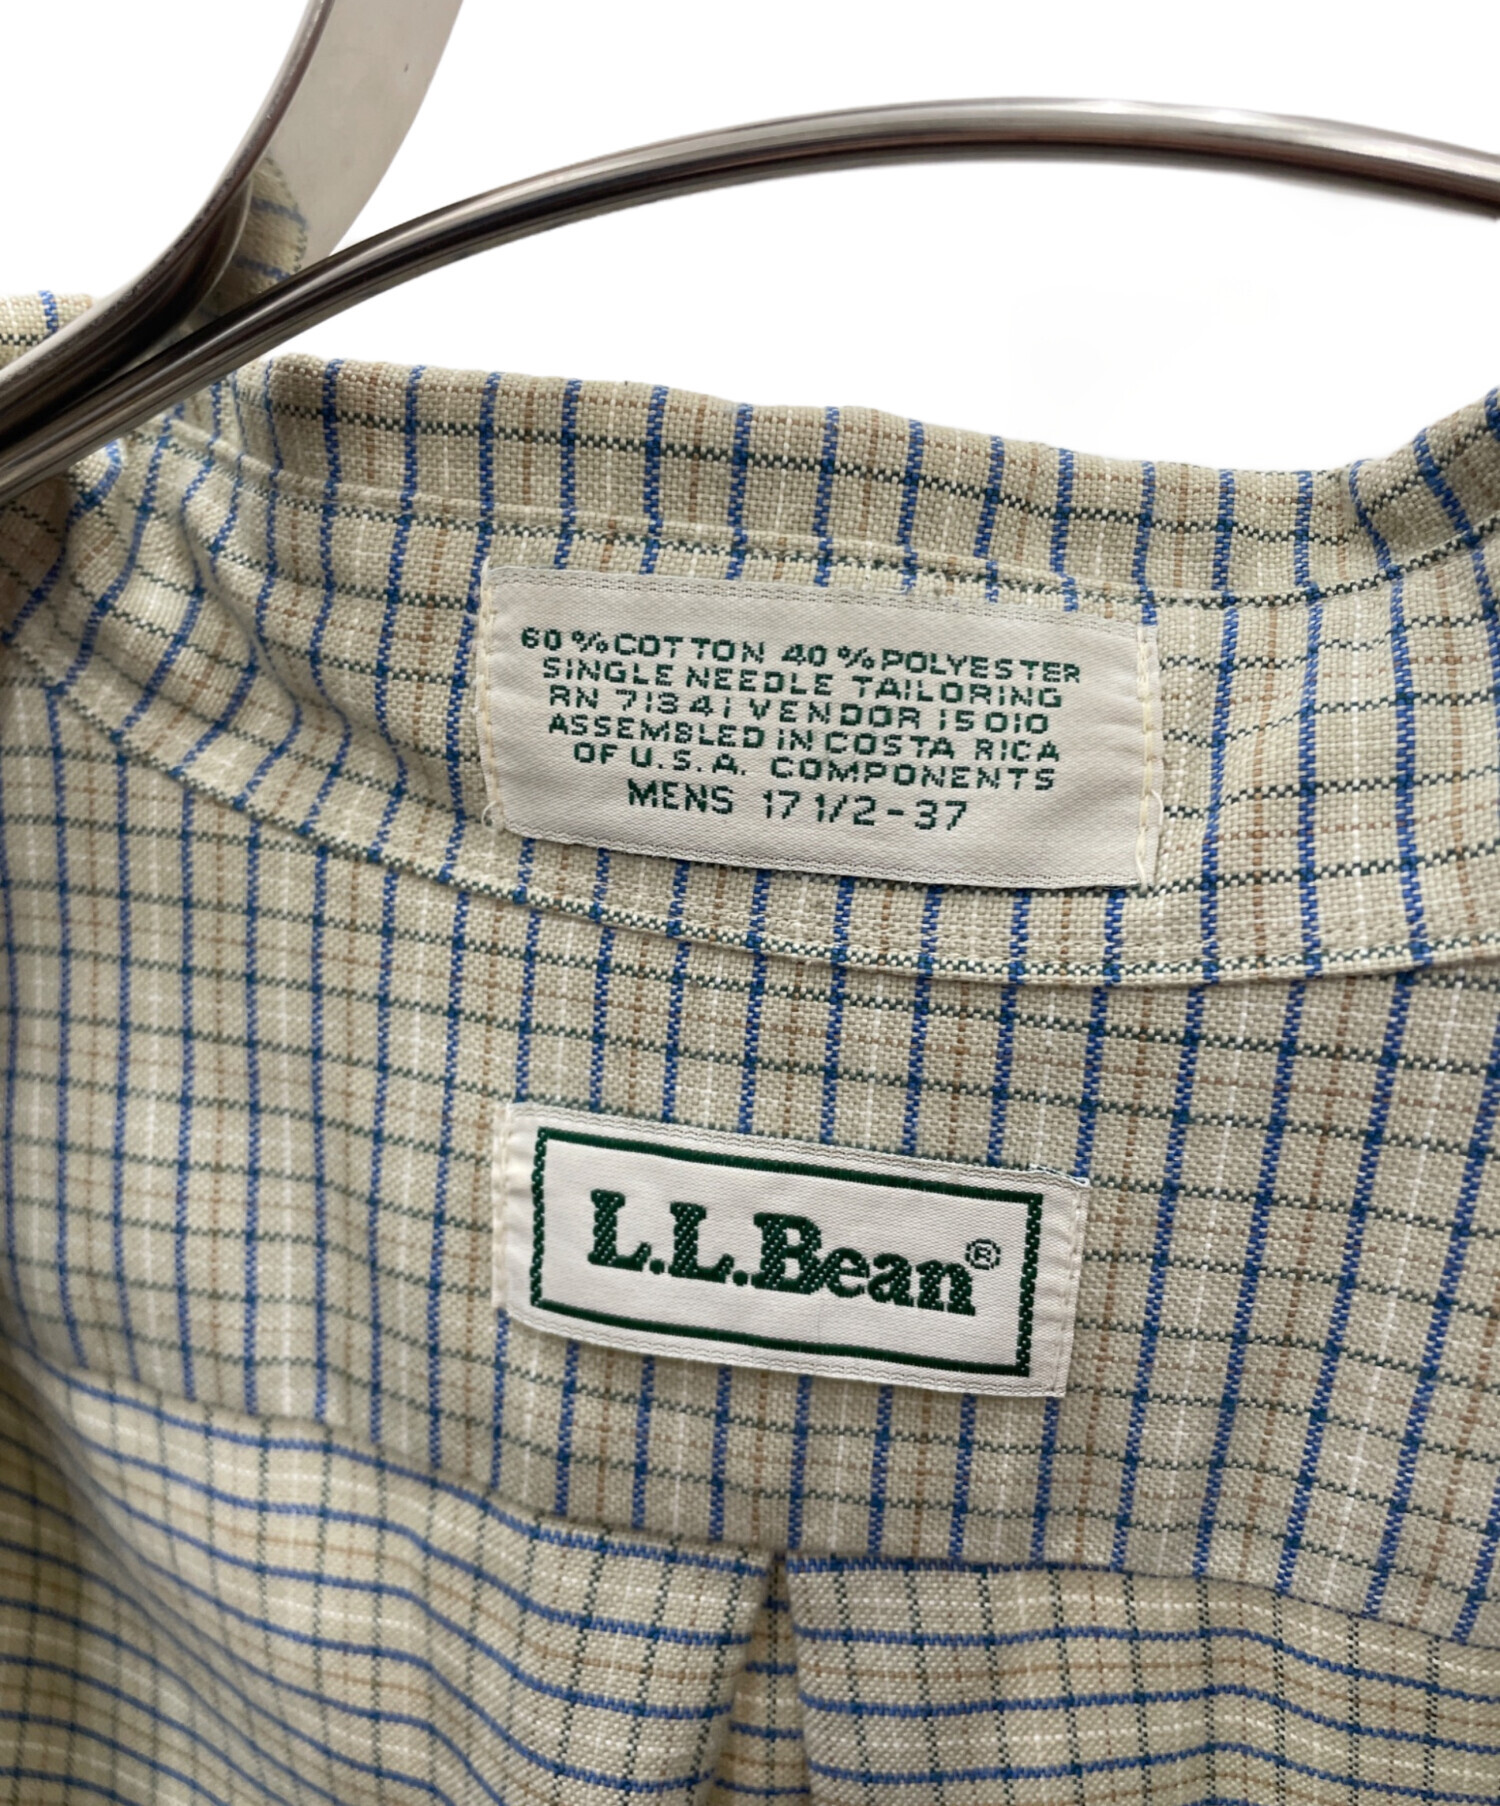 60% COTTON 40% POLYESTER
SINGLE NEEDLE TAILORING
RN 71341 VENDOR 15010
ASSEMBLED IN COSTA RICA
OF U.S.A. COMPONENTS
MENS 17 1/2-37
L.L.Bean®